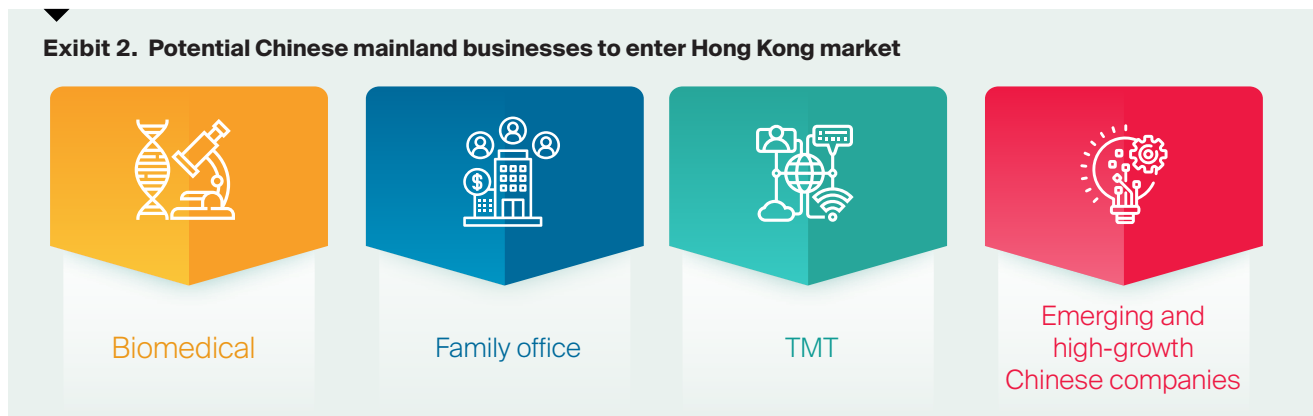 Exibit 2. Potential Chinese mainland businesses to enter Hong Kong market
$
Biomedical
Family office
TMT
Emerging and
high-growth
Chinese companies